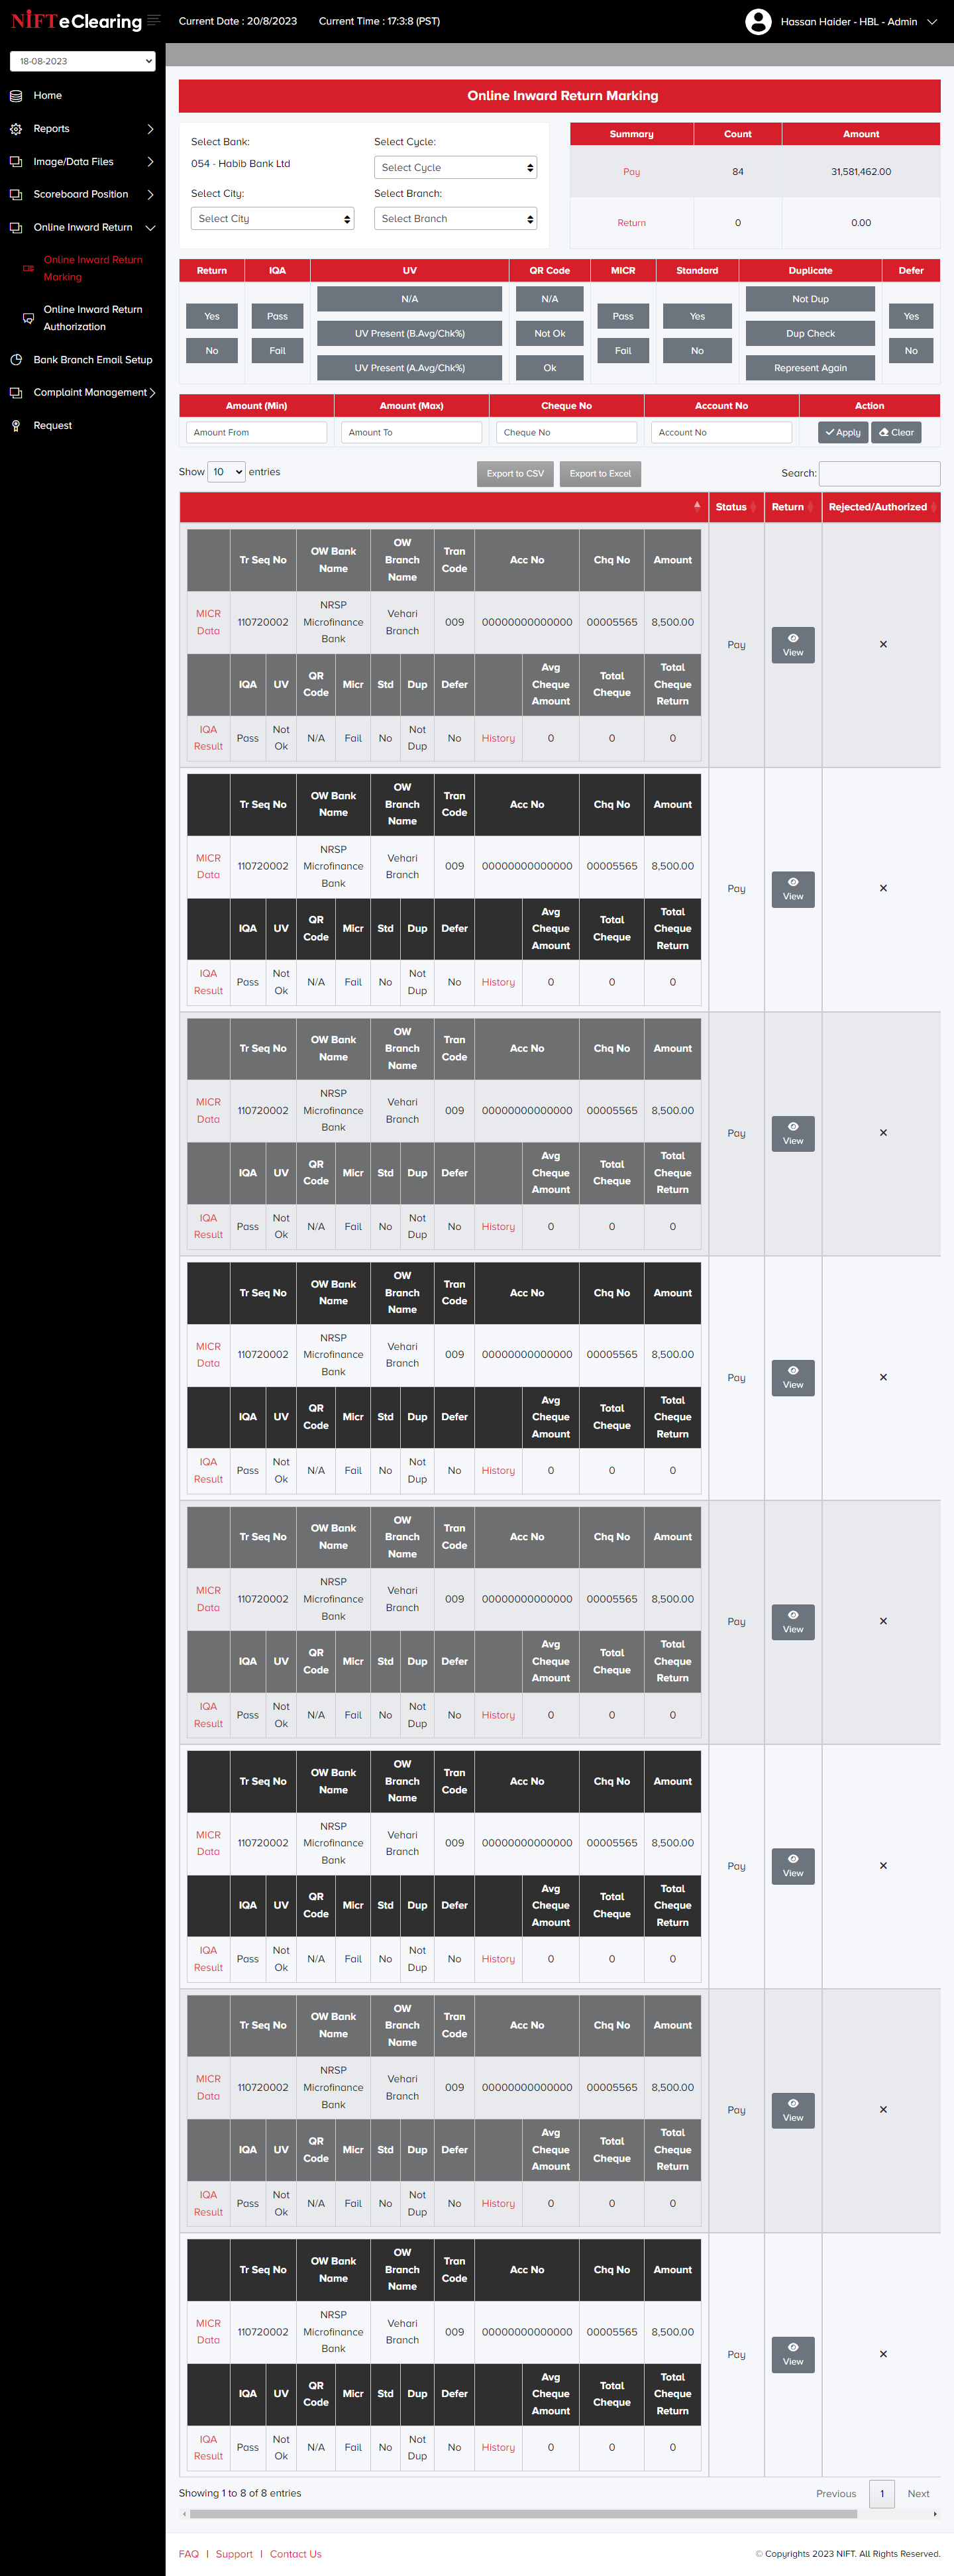 NIFT eClearing
Current Date : 20/8/2023 Current Time : 17:3:8 (PST)
Hassan Haider - HBL - Admin
18-08-2023
Home
Reports
Image/Data Files
Scoreboard Position
Online Inward Return
Online Inward Return
Marking
Online Inward Return
Authorization
Bank Branch Email Setup
Complaint Management
Request
Online Inward Return Marking
Select Bank: Select Cycle:
054 - Habib Bank Ltd Select Cycle
Select City: Select Branch:
Select City Select Branch
Summary Count Amount
Pay 84 31,581,462.00
Return 0 0.00
Return IQA UV QR Code MICR Standard Duplicate Defer
N/A N/A Not Dup
Yes Pass Pass Yes Yes
UV Present (B.Avg/Chk%) Not Ok Dup Check
No Fail Fail No No
UV Present (A.Avg/Chk%) Ok Represent Again
Amount (Min) Amount (Max) Cheque No Account No Action
Amount From Amount To Cheque No Account No Apply Clear
Show 10 entries Export to CSV Export to Excel Search:
Status Return Rejected/Authorized
Tr Seq No OW Bank Name OW Branch Name Tran Code Acc No Chq No Amount
MICR Data 110720002 NRSP Microfinance Bank Vehari Branch 009 00000000000000 00005565 8,500.00
Pay View ×
IQA UV QR Code Micr Std Dup Defer Avg Cheque Amount Total Cheque Total Cheque Return
IQA Result Pass Not Ok N/A Fail No Not Dup No History 0 0 0
Tr Seq No OW Bank Name OW Branch Name Tran Code Acc No Chq No Amount
MICR Data 110720002 NRSP Microfinance Bank Vehari Branch 009 00000000000000 00005565 8,500.00
Pay View ×
IQA UV QR Code Micr Std Dup Defer Avg Cheque Amount Total Cheque Total Cheque Return
IQA Result Pass Not Ok N/A Fail No Not Dup No History 0 0 0
Tr Seq No OW Bank Name OW Branch Name Tran Code Acc No Chq No Amount
MICR Data 110720002 NRSP Microfinance Bank Vehari Branch 009 00000000000000 00005565 8,500.00
Pay View ×
IQA UV QR Code Micr Std Dup Defer Avg Cheque Amount Total Cheque Total Cheque Return
IQA Result Pass Not Ok N/A Fail No Not Dup No History 0 0 0
Tr Seq No OW Bank Name OW Branch Name Tran Code Acc No Chq No Amount
MICR Data 110720002 NRSP Microfinance Bank Vehari Branch 009 00000000000000 00005565 8,500.00
Pay View ×
IQA UV QR Code Micr Std Dup Defer Avg Cheque Amount Total Cheque Total Cheque Return
IQA Result Pass Not Ok N/A Fail No Not Dup No History 0 0 0
Tr Seq No OW Bank Name OW Branch Name Tran Code Acc No Chq No Amount
MICR Data 110720002 NRSP Microfinance Bank Vehari Branch 009 00000000000000 00005565 8,500.00
Pay View ×
IQA UV QR Code Micr Std Dup Defer Avg Cheque Amount Total Cheque Total Cheque Return
IQA Result Pass Not Ok N/A Fail No Not Dup No History 0 0 0
Tr Seq No OW Bank Name OW Branch Name Tran Code Acc No Chq No Amount
MICR Data 110720002 NRSP Microfinance Bank Vehari Branch 009 00000000000000 00005565 8,500.00
Pay View ×
IQA UV QR Code Micr Std Dup Defer Avg Cheque Amount Total Cheque Total Cheque Return
IQA Result Pass Not Ok N/A Fail No Not Dup No History 0 0 0
Tr Seq No OW Bank Name OW Branch Name Tran Code Acc No Chq No Amount
MICR Data 110720002 NRSP Microfinance Bank Vehari Branch 009 00000000000000 00005565 8,500.00
Pay View ×
IQA UV QR Code Micr Std Dup Defer Avg Cheque Amount Total Cheque Total Cheque Return
IQA Result Pass Not Ok N/A Fail No Not Dup No History 0 0 0
Tr Seq No OW Bank Name OW Branch Name Tran Code Acc No Chq No Amount
MICR Data 110720002 NRSP Microfinance Bank Vehari Branch 009 00000000000000 00005565 8,500.00
Pay View ×
IQA UV QR Code Micr Std Dup Defer Avg Cheque Amount Total Cheque Total Cheque Return
IQA Result Pass Not Ok N/A Fail No Not Dup No History 0 0 0
Showing 1 to 8 of 8 entries Previous 1 Next
FAQ | Support | Contact Us © Copyrights 2023 NIFT. All Rights Reserved.